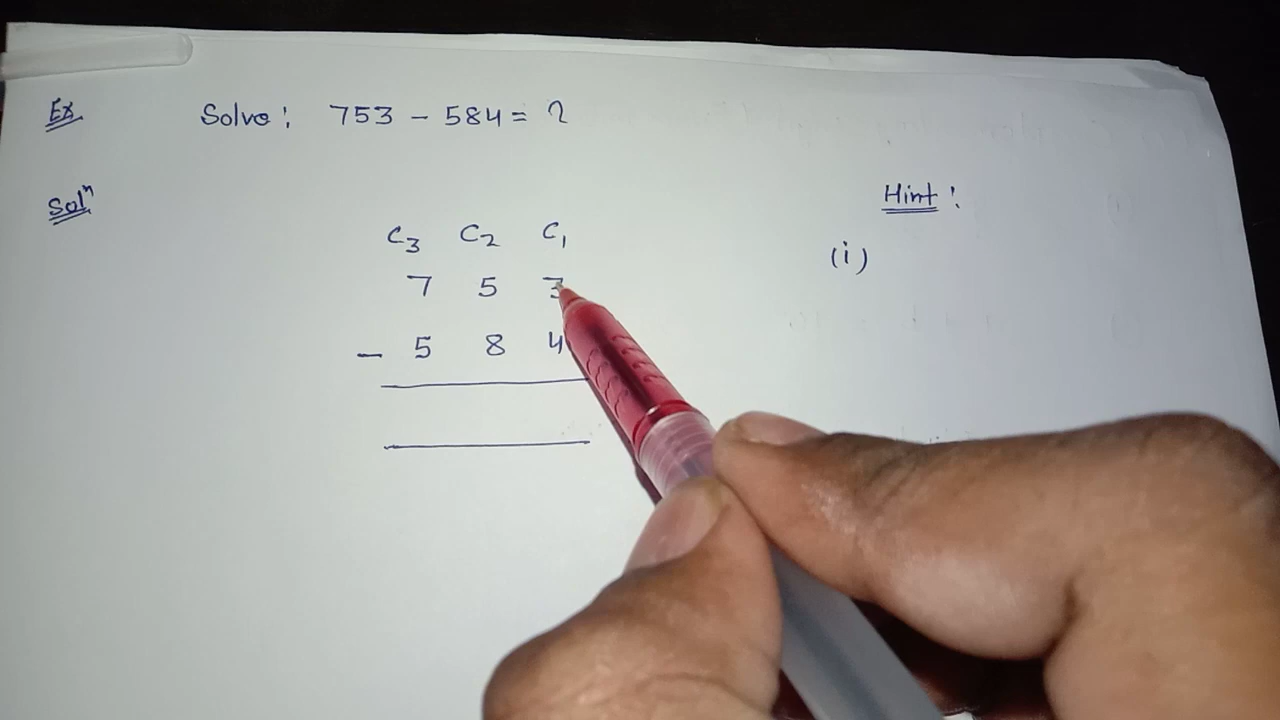 Ex Solve: 753 - 584 = ?
Solⁿ Hint:
C₃ C₂ C₁
(i)
7 5 3
- 5 8 4